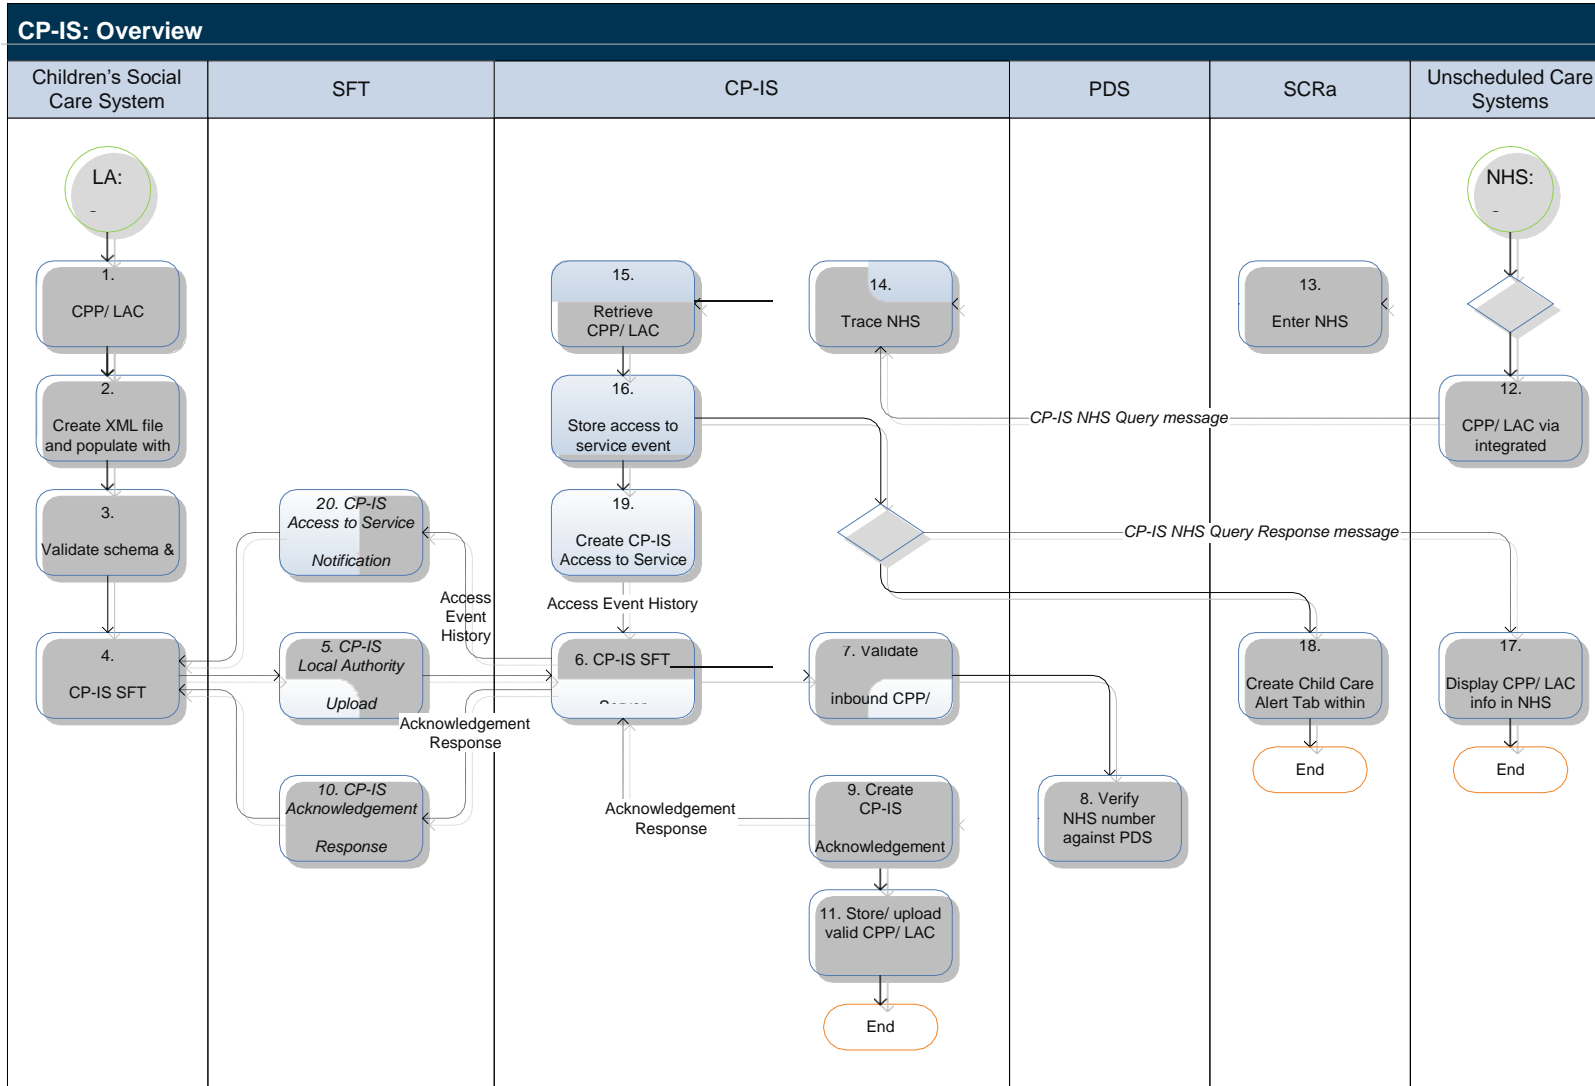 CP-IS: Overview
Children's Social
Care System
SFT
CP-IS
PDS
SCRa
Unscheduled Care
Systems
LA:
NHS:
1.
CPP/ LAC
15.
Retrieve
CPP/ LAC
14.
Trace NHS
13.
Enter NHS
2.
Create XML file
and populate with
16.
Store access to
service event
CP-IS NHS Query message
12.
CPP/ LAC via
integrated
3.
Validate schema &
20. CP-IS
Access to Service
Notification
19.
Create CP-IS
Access to Service
CP-IS NHS Query Response message
Access
Event
History
Access Event History
4.
CP-IS SFT
5. CP-IS
Local Authority
Upload
6. CP-IS SFT
Server
7. Validate
inbound CPP/
18.
Create Child Care
Alert Tab within
17.
Display CPP/ LAC
info in NHS
Acknowledgement
Response
End
End
10. CP-IS
Acknowledgement
Response
Acknowledgement
Response
9. Create
CP-IS
Acknowledgement
8. Verify
NHS number
against PDS
11. Store/ upload
valid CPP/ LAC
End